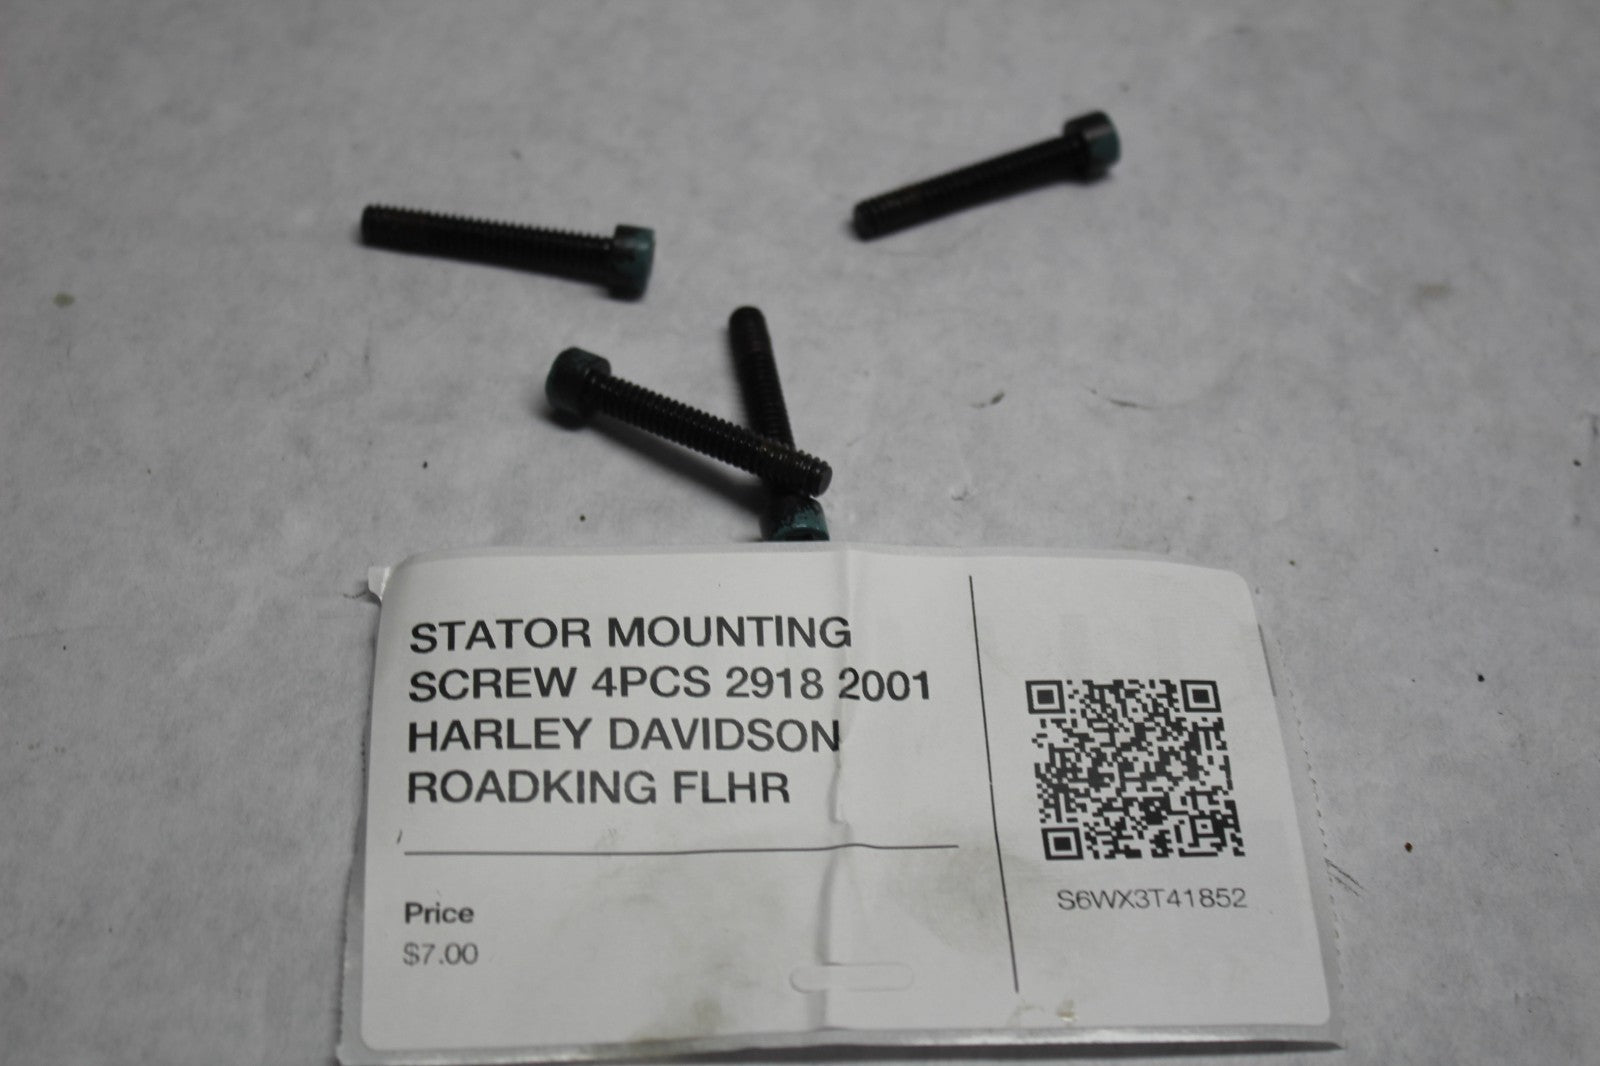 STATOR MOUNTING
SCREW 4PCS 2918 2001
HARLEY DAVIDSON
ROADKING FLHR
Price
$7.00
S6WX3T41852